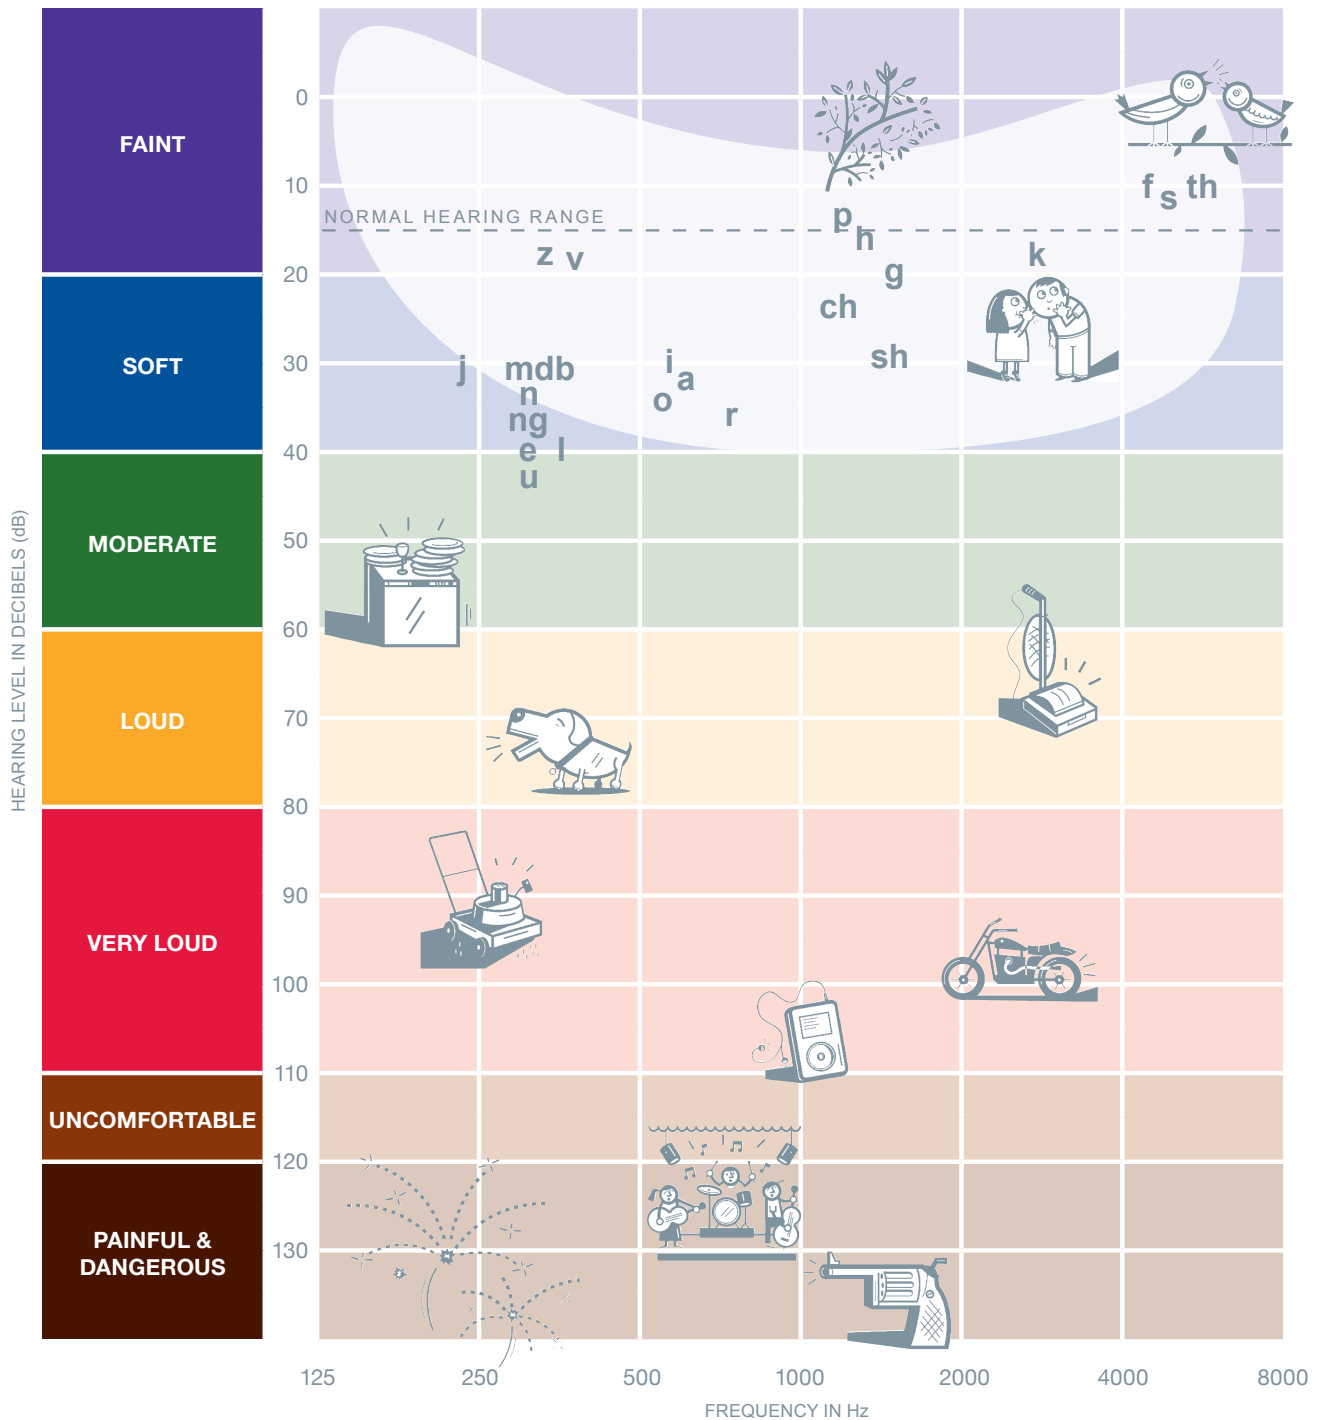 FAINT
SOFT
MODERATE
LOUD
VERY LOUD
UNCOMFORTABLE
PAINFUL &
DANGEROUS
HEARING LEVEL IN DECIBELS (dB)
0
10
20
30
40
50
60
70
80
90
100
110
120
130
NORMAL HEARING RANGE
f s th
p
h
z v
k
g
ch
j
mdb
i
sh
a
n
o
ng
r
e l
u
125 250 500 1000 2000 4000 8000
FREQUENCY IN Hz